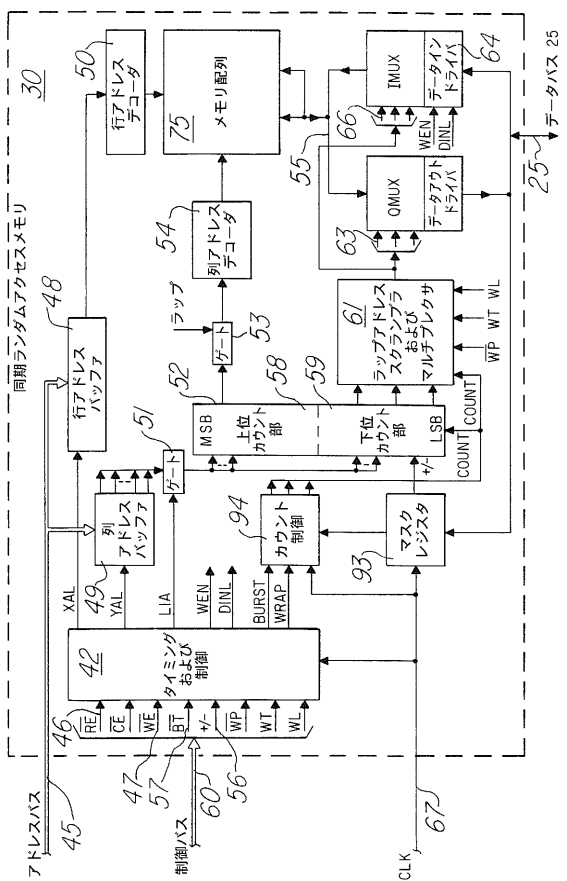 同期ランダムアクセスメモリ
30
アドレスバス
45
行アドレス
バッファ
48
行アドレス
デコーダ
50
列
アドレス
バッファ
49
ゲート
51
XAL
YAL
LIA
WEN
DINL
BURST
WRAP
42
タイミング
および
制御
46
RE
CE
WE
BT
+/-
WP
WT
WL
47
57
60
56
制御バス
ラップ
ゲート
53
列アドレス
デコーダ
54
75
メモリ配列
52
MSB
上位
カウント
部
58
59
下位
カウント
部
LSB
+/-
COUNT
COUNT
94
カウント
制御
93
マスク
レジスタ
61
ラップアドレス
スクランブラ
および
マルチプレクサ
WP
WT
WL
63
QMUX
データアウト
ドライバ
55
66
IMUX
データイン
ドライバ
64
WEN
DINL
25
データバス 25
CLK
67